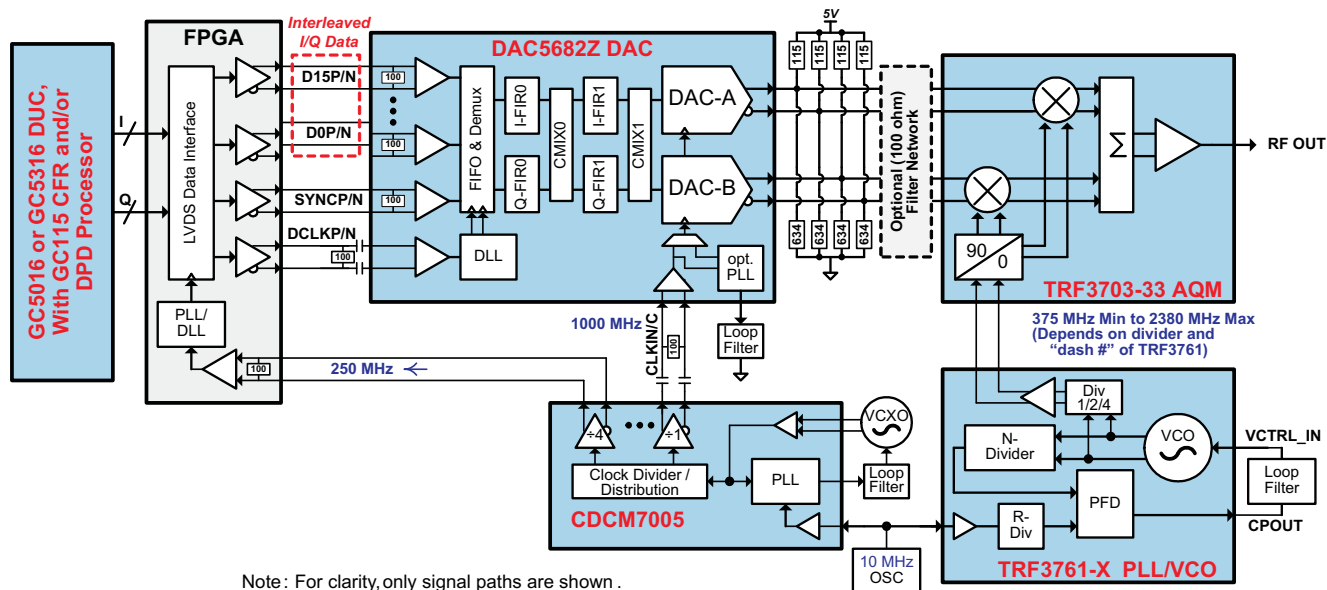 GC5016 or GC5316 DUC,
With GC115 CFR and/or
DPD Processor
I
Q
FPGA
LVDS Data Interface
PLL/
DLL
100
Interleaved
I/Q Data
D15P/N
D0P/N
SYNCP/N
DCLKP/N
100
100
100
100
DAC5682Z DAC
FIFO & Demux
I-FIR0
Q-FIR0
CMIX0
I-FIR1
Q-FIR1
CMIX1
DAC-A
DAC-B
DLL
opt.
PLL
Loop
Filter
5V
115
115
115
115
634
634
634
634
Optional (100 ohm)
Filter Network
Σ
90
0
TRF3703-33 AQM
RF OUT
1000 MHz
CLKIN/C
100
250 MHz
375 MHz Min to 2380 MHz Max
(Depends on divider and
“dash #” of TRF3761)
÷4
÷1
Clock Divider /
Distribution
PLL
VCXO
Loop
Filter
CDCM7005
10 MHz
OSC
Div
1/2/4
N-
Divider
VCO
PFD
R-
Div
VCTRL_IN
Loop
Filter
CPOUT
TRF3761-X PLL/VCO
Note: For clarity, only signal paths are shown .